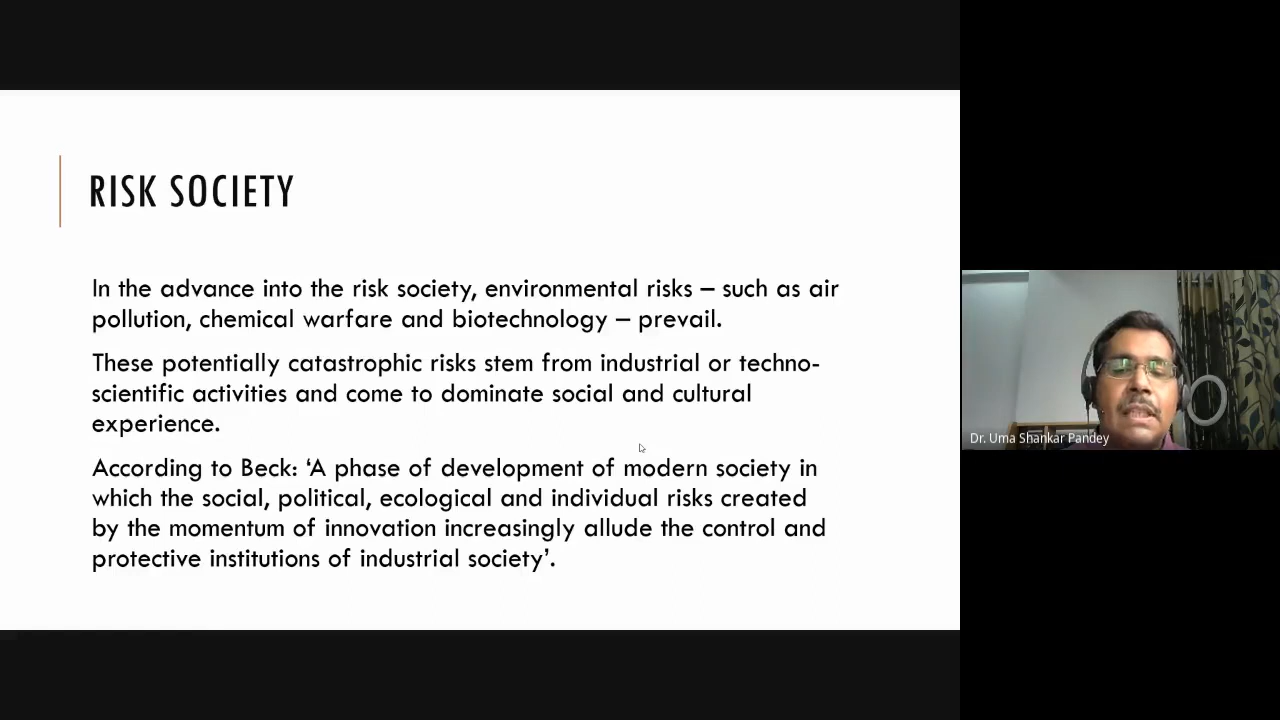 RISK SOCIETY
In the advance into the risk society, environmental risks – such as air
pollution, chemical warfare and biotechnology – prevail.
These potentially catastrophic risks stem from industrial or techno-
scientific activities and come to dominate social and cultural
experience.
According to Beck: ‘A phase of development of modern society in
which the social, political, ecological and individual risks created
by the momentum of innovation increasingly allude the control and
protective institutions of industrial society’.
Dr. Uma Shankar Pandey